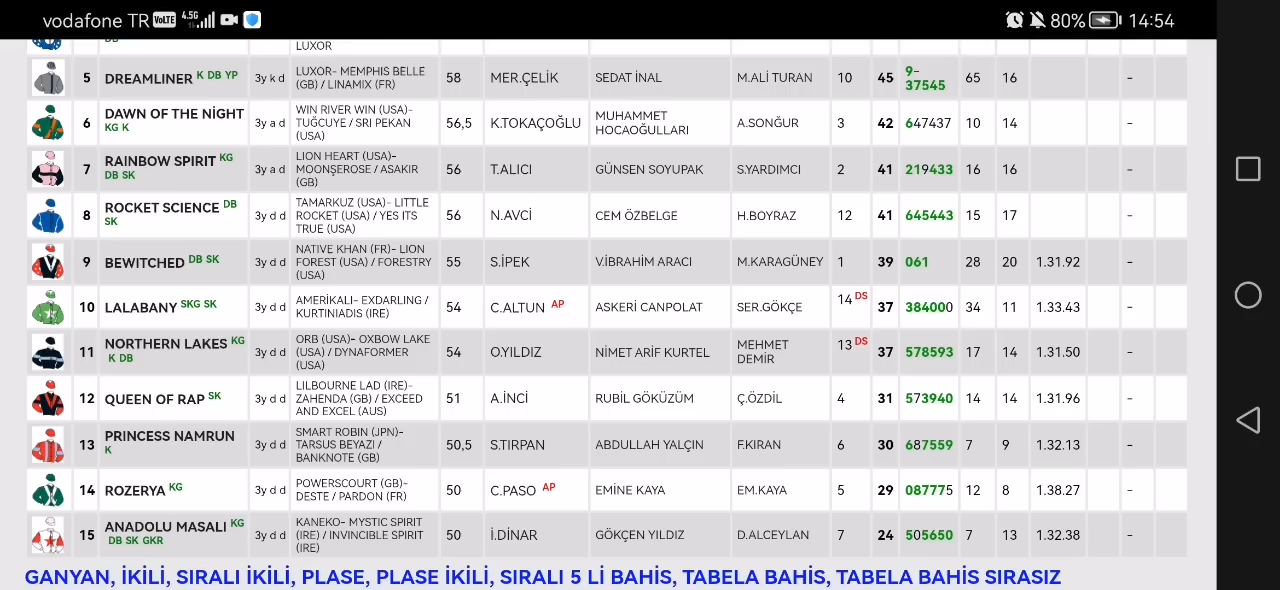 vodafone TR VoLTE 4.5G 80% 14:54
DB LUXOR
5 DREAMLINER K DB YP 3y k d LUXOR- MEMPHIS BELLE (GB) / LINAMIX (FR) 58 MER.ÇELİK SEDAT İNAL M.ALİ TURAN 10 45 9-37545 65 16 -
6 DAWN OF THE NİGHT KG K 3y a d WIN RIVER WIN (USA)- TUĞCUYE / SRI PEKAN (USA) 56,5 K.TOKAÇOĞLU MUHAMMET HOCAOĞULLARI A.SONĞUR 3 42 647437 10 14 -
7 RAINBOW SPIRIT KG DB SK 3y a d LION HEART (USA)- MOONŞEROSE / ASAKIR (GB) 56 T.ALICI GÜNSEN SOYUPAK S.YARDIMCI 2 41 219433 16 16 -
8 ROCKET SCIENCE DB SK 3y d d TAMARKUZ (USA)- LITTLE ROCKET (USA) / YES ITS TRUE (USA) 56 N.AVCİ CEM ÖZBELGE H.BOYRAZ 12 41 645443 15 17 -
9 BEWITCHED DB SK 3y d d NATIVE KHAN (FR)- LION FOREST (USA) / FORESTRY (USA) 55 S.İPEK V.İBRAHİM ARACI M.KARAGÜNEY 1 39 061 28 20 1.31.92 -
10 LALABANY SKG SK 3y d d AMERİKALI- EXDARLING / KURTINIADIS (IRE) 54 C.ALTUN AP ASKERİ CANPOLAT SER.GÖKÇE 14 DS 37 384000 34 11 1.33.43 -
11 NORTHERN LAKES KG K DB 3y d d ORB (USA)- OXBOW LAKE (USA) / DYNAFORMER (USA) 54 O.YILDIZ NİMET ARİF KURTEL MEHMET DEMİR 13 DS 37 578593 17 14 1.31.50 -
12 QUEEN OF RAP SK 3y d d LILBOURNE LAD (IRE)- ZAHENDA (GB) / EXCEED AND EXCEL (AUS) 51 A.İNCİ RUBİL GÖKÜZÜM Ç.ÖZDİL 4 31 573940 14 14 1.31.96 -
13 PRINCESS NAMRUN K 3y d d SMART ROBIN (JPN)- TARSUS BEYAZI / BANKNOTE (GB) 50,5 S.TIRPAN ABDULLAH YALÇIN F.KIRAN 6 30 687559 7 9 1.32.13 -
14 ROZERYA KG 3y d d POWERSCOURT (GB)- DESTE / PARDON (FR) 50 C.PASO AP EMİNE KAYA EM.KAYA 5 29 087775 12 8 1.38.27 -
15 ANADOLU MASALI KG DB SK GKR 3y d d KANEKO- MYSTIC SPIRIT (IRE) / INVINCIBLE SPIRIT (IRE) 50 İ.DİNAR GÖKÇEN YILDIZ D.ALCEYLAN 7 24 505650 7 13 1.32.38 -
GANYAN, İKİLİ, SIRALI İKİLİ, PLASE, PLASE İKİLİ, SIRALI 5 Lİ BAHİS, TABELA BAHİS, TABELA BAHİS SIRASIZ